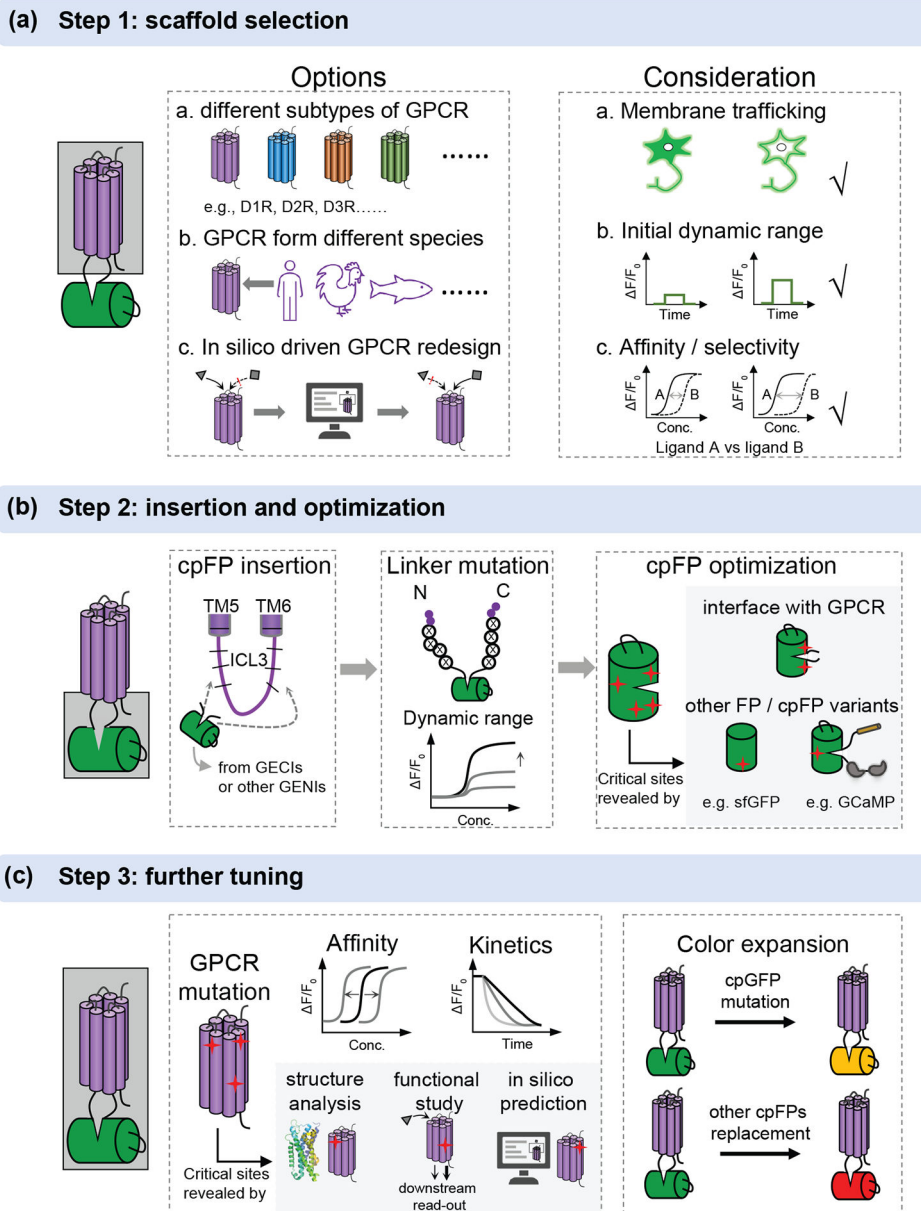 (a) Step 1: scaffold selection
Options
a. different subtypes of GPCR
......
e.g., D1R, D2R, D3R......
b. GPCR form different species
......
c. In silico driven GPCR redesign
Consideration
a. Membrane trafficking
√
b. Initial dynamic range
ΔF/F₀
Time
ΔF/F₀
Time
√
c. Affinity / selectivity
ΔF/F₀
A
B
Conc.
ΔF/F₀
A
B
Conc.
√
Ligand A vs ligand B
(b) Step 2: insertion and optimization
cpFP insertion
TM5 TM6
ICL3
from GECIs
or other GENIs
Linker mutation
N C
Dynamic range
ΔF/F₀
Conc.
cpFP optimization
Critical sites
revealed by
interface with GPCR
other FP / cpFP variants
e.g. sfGFP
e.g. GCaMP
(c) Step 3: further tuning
GPCR
mutation
Critical sites
revealed by
Affinity
ΔF/F₀
Conc.
Kinetics
ΔF/F₀
Time
structure
analysis
functional
study
downstream
read-out
in silico
prediction
Color expansion
cpGFP
mutation
other cpFPs
replacement